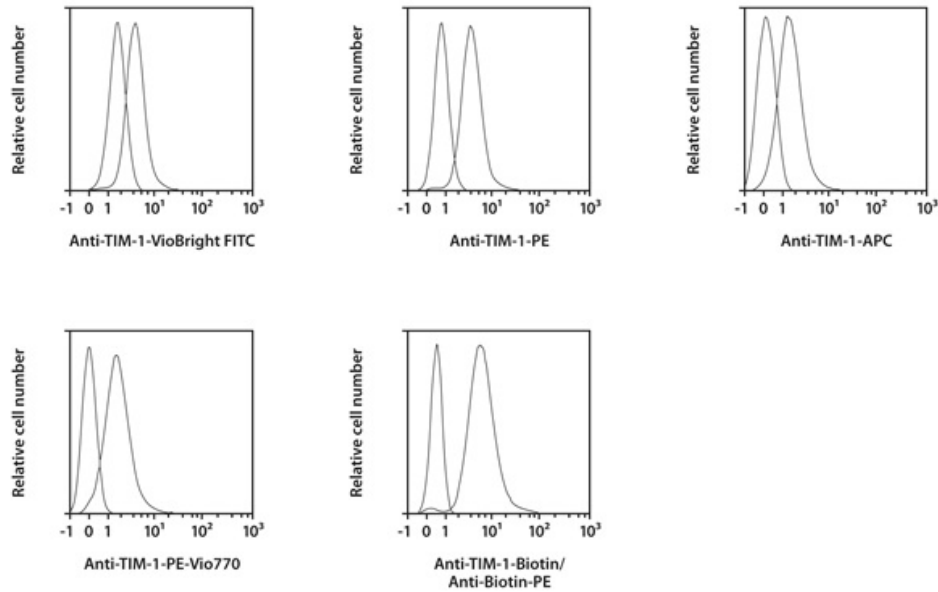 Relative cell number
-1 0 1 10¹ 10² 10³
Anti-TIM-1-VioBright FITC
Relative cell number
-1 0 1 10¹ 10² 10³
Anti-TIM-1-PE
Relative cell number
-1 0 1 10¹ 10² 10³
Anti-TIM-1-APC
Relative cell number
-1 0 1 10¹ 10² 10³
Anti-TIM-1-PE-Vio770
Relative cell number
-1 0 1 10¹ 10² 10³
Anti-TIM-1-Biotin/
Anti-Biotin-PE